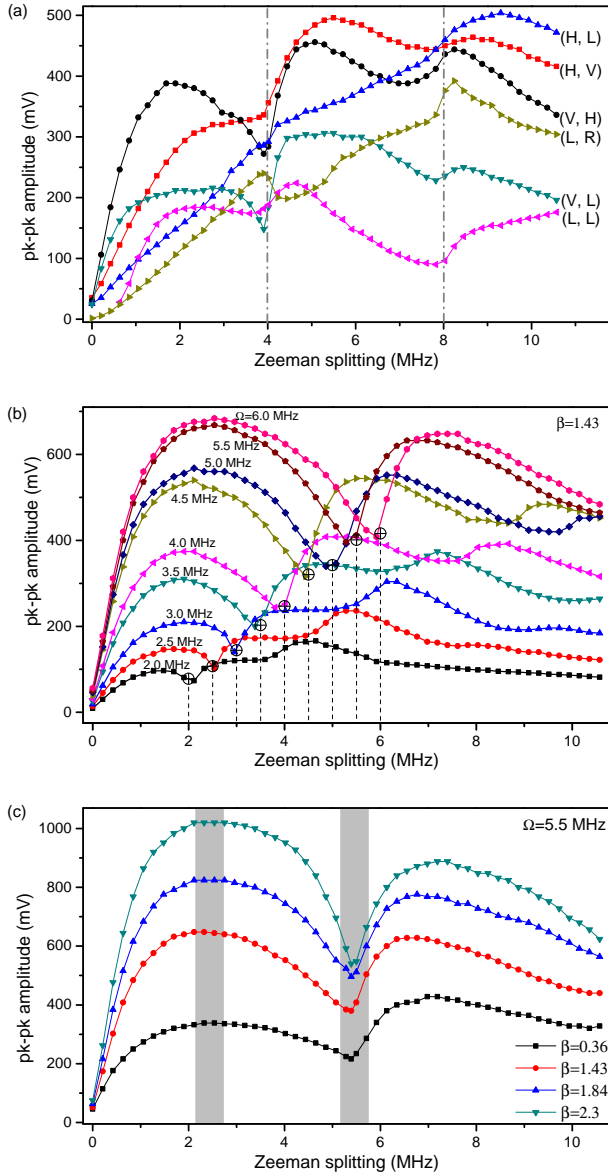 (a)
500
400
300
200
100
0
pk-pk amplitude (mV)
(H, L)
(H, V)
(V, H)
(L, R)
(V, L)
(L, L)
0 2 4 6 8 10
Zeeman splitting (MHz)
(b)
Ω=6.0 MHz
β=1.43
5.5 MHz
5.0 MHz
4.5 MHz
4.0 MHz
3.5 MHz
3.0 MHz
2.5 MHz
2.0 MHz
600
400
200
0
pk-pk amplitude (mV)
0 2 4 6 8 10
Zeeman splitting (MHz)
(c)
Ω=5.5 MHz
1000
800
600
400
200
0
pk-pk amplitude (mV)
β=0.36
β=1.43
β=1.84
β=2.3
0 2 4 6 8 10
Zeeman splitting (MHz)